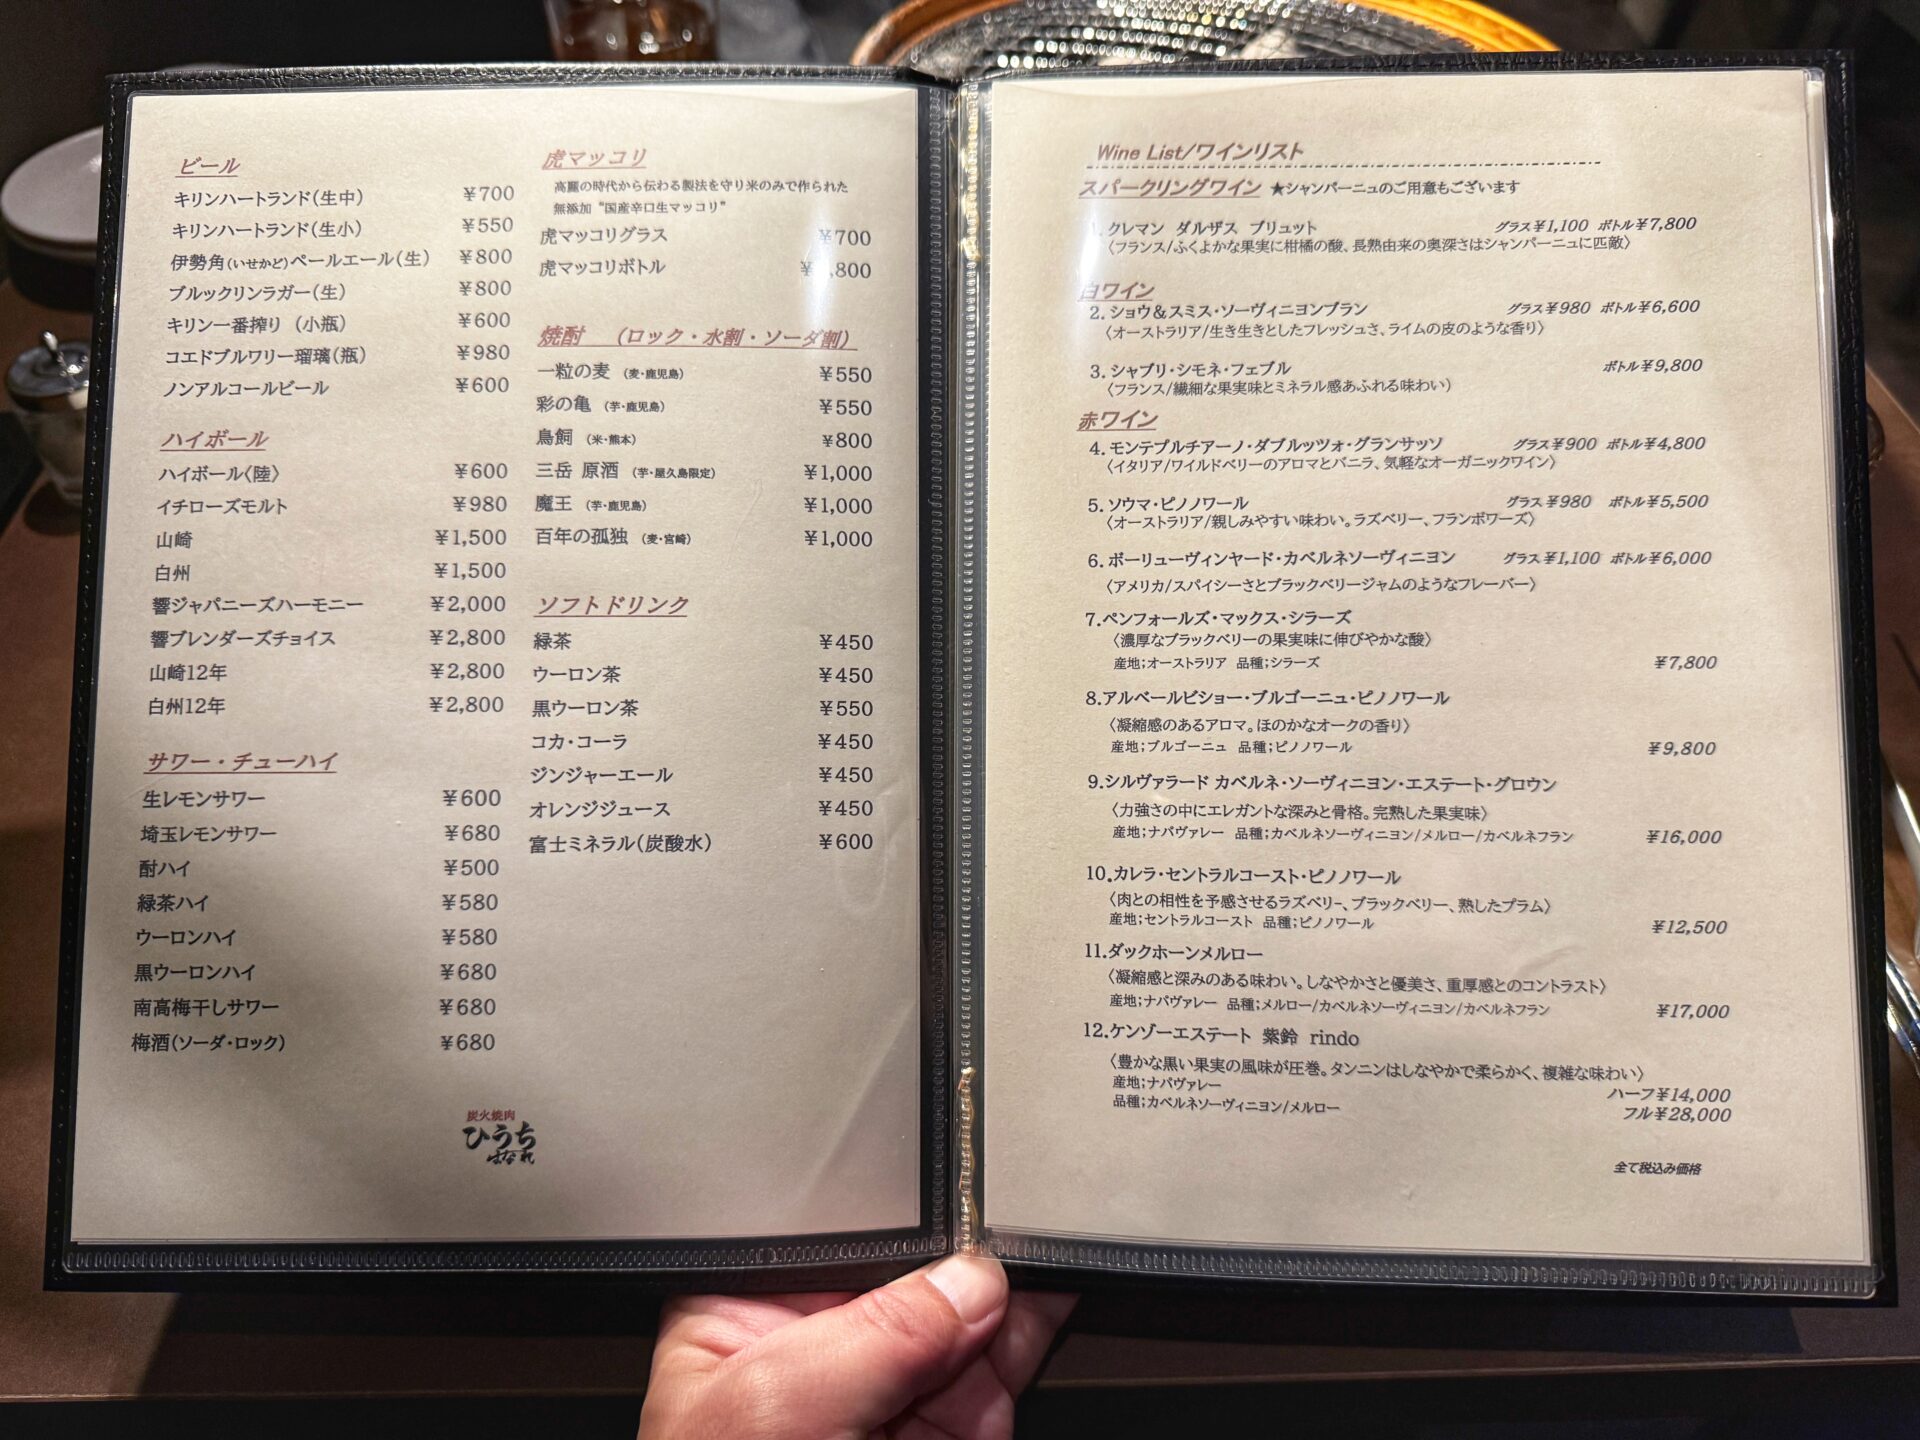 ビール
キリンハートランド(生中) ¥700
キリンハートランド(生小) ¥550
伊勢角(いせかど)ペールエール(生) ¥800
ブルックリンラガー(生) ¥800
キリン一番搾り (小瓶) ¥600
コエドブルワリー瑠璃(瓶) ¥980
ノンアルコールビール ¥600
ハイボール
ハイボール〈陸〉 ¥600
イチローズモルト ¥980
山崎 ¥1,500
白州 ¥1,500
響ジャパニーズハーモニー ¥2,000
響ブレンダーズチョイス ¥2,800
山崎12年 ¥2,800
白州12年 ¥2,800
サワー・チューハイ
生レモンサワー ¥600
埼玉レモンサワー ¥680
酎ハイ ¥500
緑茶ハイ ¥580
ウーロンハイ ¥580
黒ウーロンハイ ¥680
南高梅干しサワー ¥680
梅酒(ソーダ・ロック) ¥680
虎マッコリ
高麗の時代から伝わる製法を守り米のみで作られた
無添加 "国産辛口生マッコリ"
虎マッコリグラス ¥700
虎マッコリボトル
焼酎 (ロック・水割・ソーダ割)
一粒の麦 (麦・鹿児島) ¥550
彩の亀 (芋・鹿児島) ¥550
鳥飼 (米・熊本) ¥800
三岳 原酒 (芋・屋久島限定) ¥1,000
魔王 (芋・鹿児島) ¥1,000
百年の孤独 (麦・宮崎) ¥1,000
ソフトドリンク
緑茶 ¥450
ウーロン茶 ¥450
黒ウーロン茶 ¥550
コカ・コーラ ¥450
ジンジャーエール ¥450
オレンジジュース ¥450
富士ミネラル(炭酸水) ¥600
炭火焼肉
ひうち
はなれ
Wine List/ワインリスト
スパークリングワイン ★シャンパーニュのご用意もございます
1. クレマン ダルザス ブリュット グラス¥1,100 ボトル¥7,800
〈フランス/ふくよかな果実に柑橘の酸、長熟由来の奥深さはシャンパーニュに匹敵〉
白ワイン
2. ショウ&スミス・ソーヴィニヨンブラン グラス¥980 ボトル¥6,600
〈オーストラリア/生き生きとしたフレッシュさ、ライムの皮のような香り〉
3. シャブリ・シモネ・フェブル ボトル¥9,800
〈フランス/繊細な果実味とミネラル感あふれる味わい〉
赤ワイン
4. モンテプルチアーノ・ダブルッツォ・グランサッソ グラス¥900 ボトル¥4,800
〈イタリア/ワイルドベリーのアロマとバニラ、気軽なオーガニックワイン〉
5. ソウマ・ピノノワール グラス¥980 ボトル¥5,500
〈オーストラリア/親しみやすい味わい。ラズベリー、フランボワーズ〉
6. ボーリューヴィンヤード・カベルネソーヴィニヨン グラス¥1,100 ボトル¥6,000
〈アメリカ/スパイシーさとブラックベリージャムのようなフレーバー〉
7.ペンフォールズ・マックス・シラーズ
〈濃厚なブラックベリーの果実味に伸びやかな酸〉
産地;オーストラリア 品種;シラーズ ¥7,800
8.アルベールビショー・ブルゴーニュ・ピノノワール
〈凝縮感のあるアロマ。ほのかなオークの香り〉
産地;ブルゴーニュ 品種;ピノノワール ¥9,800
9.シルヴァラード カベルネ・ソーヴィニヨン・エステート・グロウン
〈力強さの中にエレガントな深みと骨格。完熟した果実味〉
産地;ナパヴァレー 品種;カベルネソーヴィニヨン/メルロー/カベルネフラン ¥16,000
10.カレラ・セントラルコースト・ピノノワール
〈肉との相性を予感させるラズベリー、ブラックベリー、熟したプラム〉
産地;セントラルコースト 品種;ピノノワール ¥12,500
11.ダックホーンメルロー
〈凝縮感と深みのある味わい。しなやかさと優美さ、重厚感とのコントラスト〉
産地;ナパヴァレー 品種;メルロー/カベルネソーヴィニヨン/カベルネフラン ¥17,000
12.ケンゾーエステート 紫鈴 rindo
〈豊かな黒い果実の風味が圧巻。タンニンはしなやかで柔らかく、複雑な味わい〉
産地;ナパヴァレー
品種;カベルネソーヴィニヨン/メルロー ハーフ¥14,000
フル¥28,000
全て税込み価格